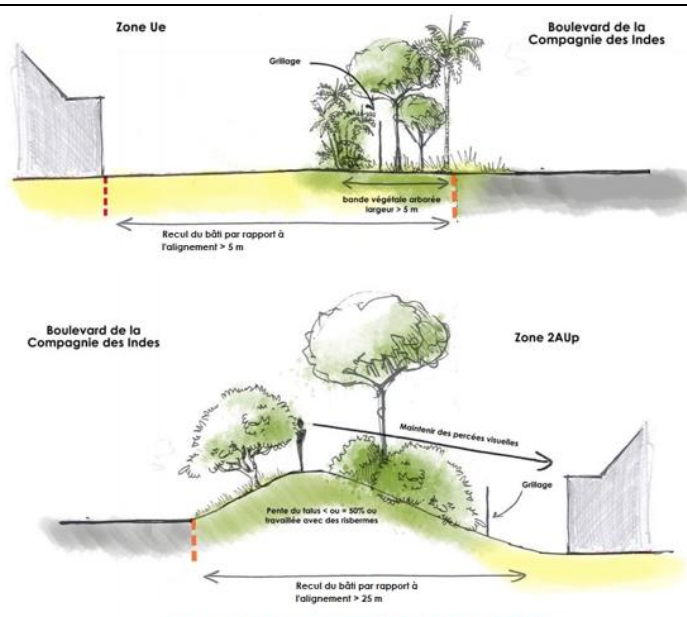 Zone Ue
Boulevard de la
Compagnie des Indes
Grillage
bande végétale arborée
largeur > 5 m
Recul du bâti par rapport à
l'alignement > 5 m
Boulevard de la
Compagnie des Indes
Zone 2AUp
Maintenir des percées visuelles
Grillage
Pente du talus < ou = 50% ou
travaillée avec des risbermes
Recul du bâti par rapport à
l'alignement > 25 m